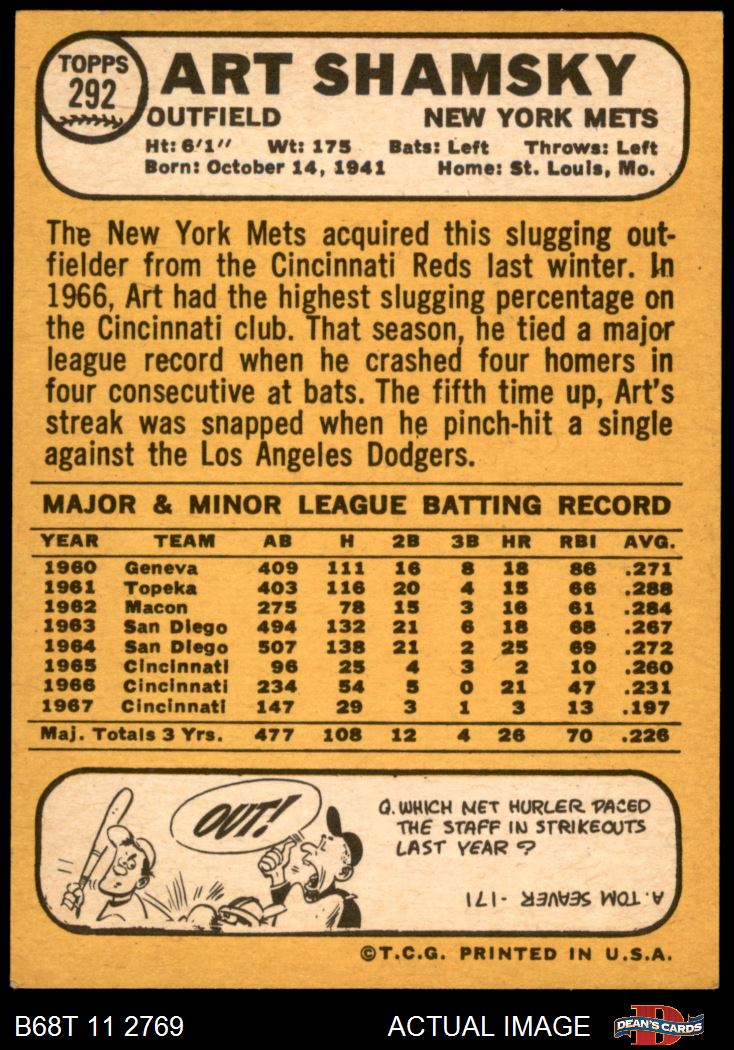 TOPPS
292
ART SHAMSKY
OUTFIELD NEW YORK METS
Ht: 6'1" Wt: 175 Bats: Left Throws: Left
Born: October 14, 1941 Home: St. Louis, Mo.
The New York Mets acquired this slugging out-
fielder from the Cincinnati Reds last winter. In
1966, Art had the highest slugging percentage on
the Cincinnati club. That season, he tied a major
league record when he crashed four homers in
four consecutive at bats. The fifth time up, Art's
streak was snapped when he pinch-hit a single
against the Los Angeles Dodgers.
MAJOR & MINOR LEAGUE BATTING RECORD
YEAR TEAM AB H 2B 3B HR RBI AVG.
1960 Geneva 409 111 16 8 18 86 .271
1961 Topeka 403 116 20 4 15 66 .288
1962 Macon 275 78 15 3 16 61 .284
1963 San Diego 494 132 21 6 18 68 .267
1964 San Diego 507 138 21 2 25 69 .272
1965 Cincinnati 96 25 4 3 2 10 .260
1966 Cincinnati 234 54 5 0 21 47 .231
1967 Cincinnati 147 29 3 1 3 13 .197
Maj. Totals 3 Yrs. 477 108 12 4 26 70 .226
OUT!
Q. WHICH MET HURLER PACED
THE STAFF IN STRIKEOUTS
LAST YEAR?
A. TOM SEAVER - 171
©T.C.G. PRINTED IN U.S.A.
B68T 11 2769 ACTUAL IMAGE
D
DEAN'S CARDS